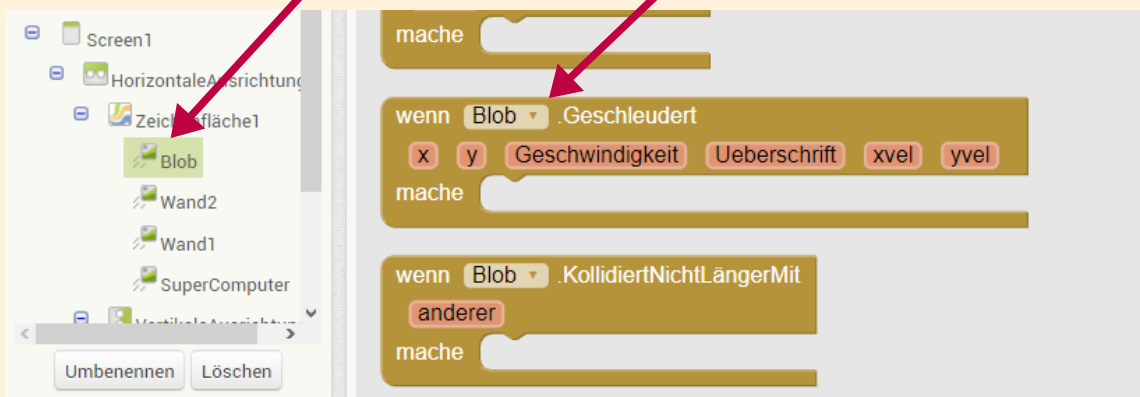 Screen1
HorizontaleAusrichtung
Zeichenfläche1
Blob
Wand2
Wand1
SuperComputer
Umbenennen Löschen
mache
wenn Blob .Geschleudert
x y Geschwindigkeit Ueberschrift xvel yvel
mache
wenn Blob .KollidiertNichtLängerMit
anderer
mache